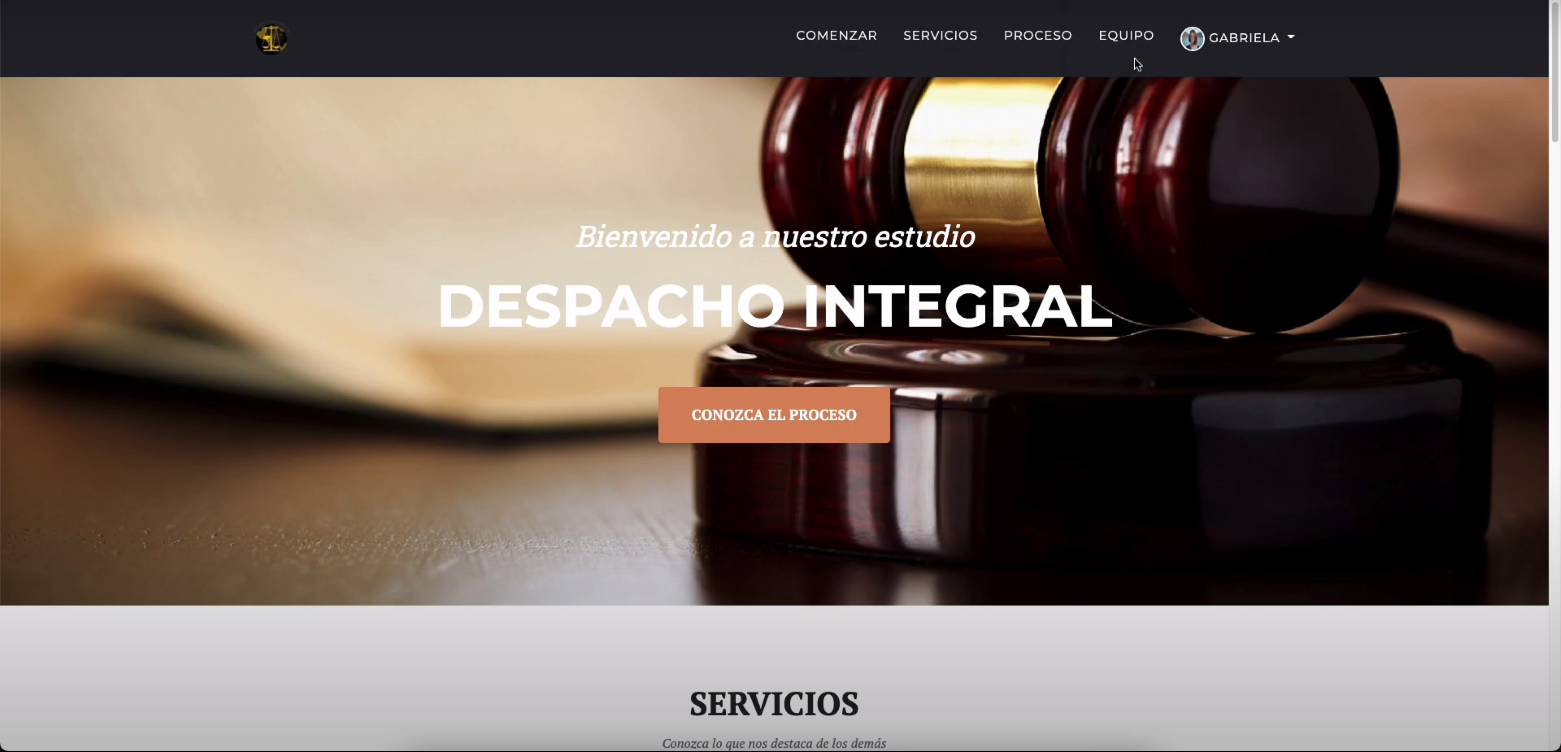 COMENZAR SERVICIOS PROCESO EQUIPO GABRIELA
Bienvenido a nuestro estudio
DESPACHO INTEGRAL
CONOZCA EL PROCESO
SERVICIOS
Conozca lo que nos destaca de los demás